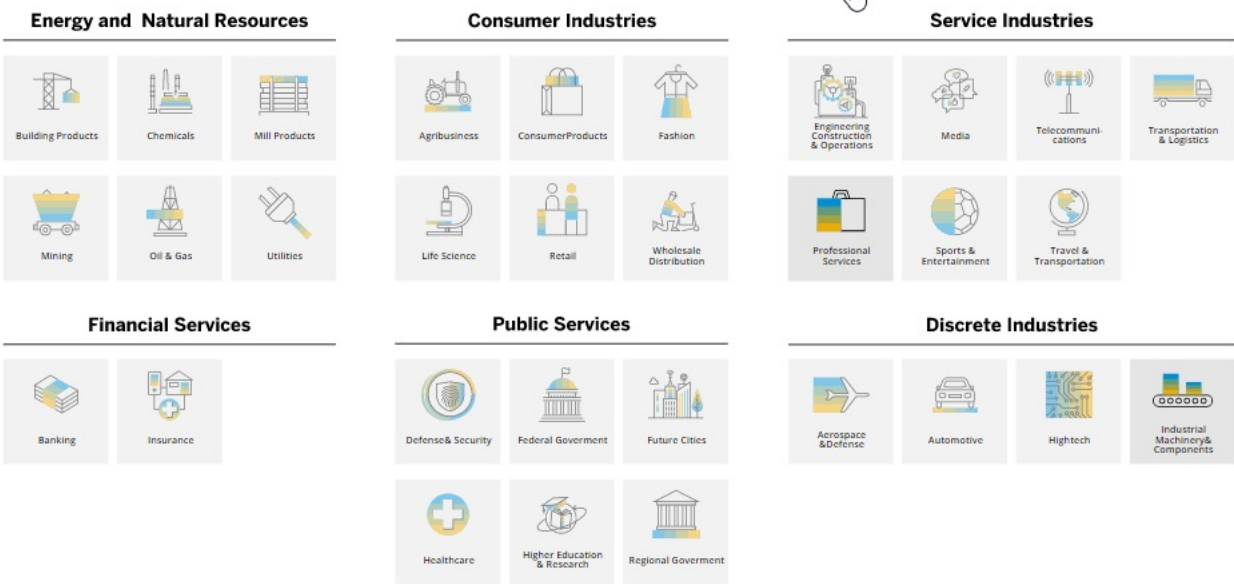 Energy and Natural Resources
Consumer Industries
Service Industries
Building Products
Chemicals
Mill Products
Agribusiness
ConsumerProducts
Fashion
Engineering
Construction
& Operations
Media
Telecommuni-
cations
Transportation
& Logistics
Mining
Oil & Gas
Utilities
Life Science
Retail
Wholesale
Distribution
Professional
Services
Sports &
Entertainment
Travel &
Transportation
Financial Services
Public Services
Discrete Industries
Banking
Insurance
Defense& Security
Federal Goverment
Future Cities
Aerospace
&Defense
Automotive
Hightech
Industrial
Machinery&
Components
Healthcare
Higher Education
& Research
Regional Goverment